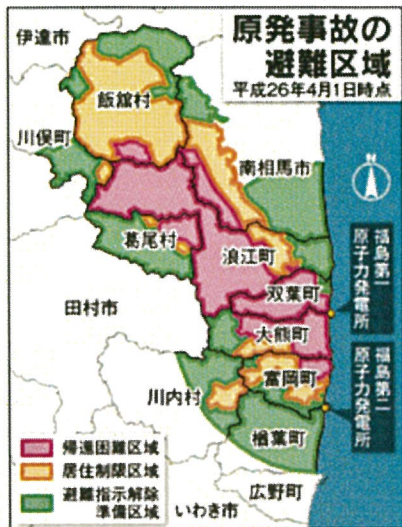 原発事故の
避難区域
平成26年4月1日時点
伊達市
飯舘村
川俣町
南相馬市
N
葛尾村
浪江町
福島第一
原子力発電所
双葉町
田村市
大熊町
福島第二
原子力発電所
富岡町
川内村
楢葉町
帰還困難区域
居住制限区域
避難指示解除
準備区域
広野町
いわき市